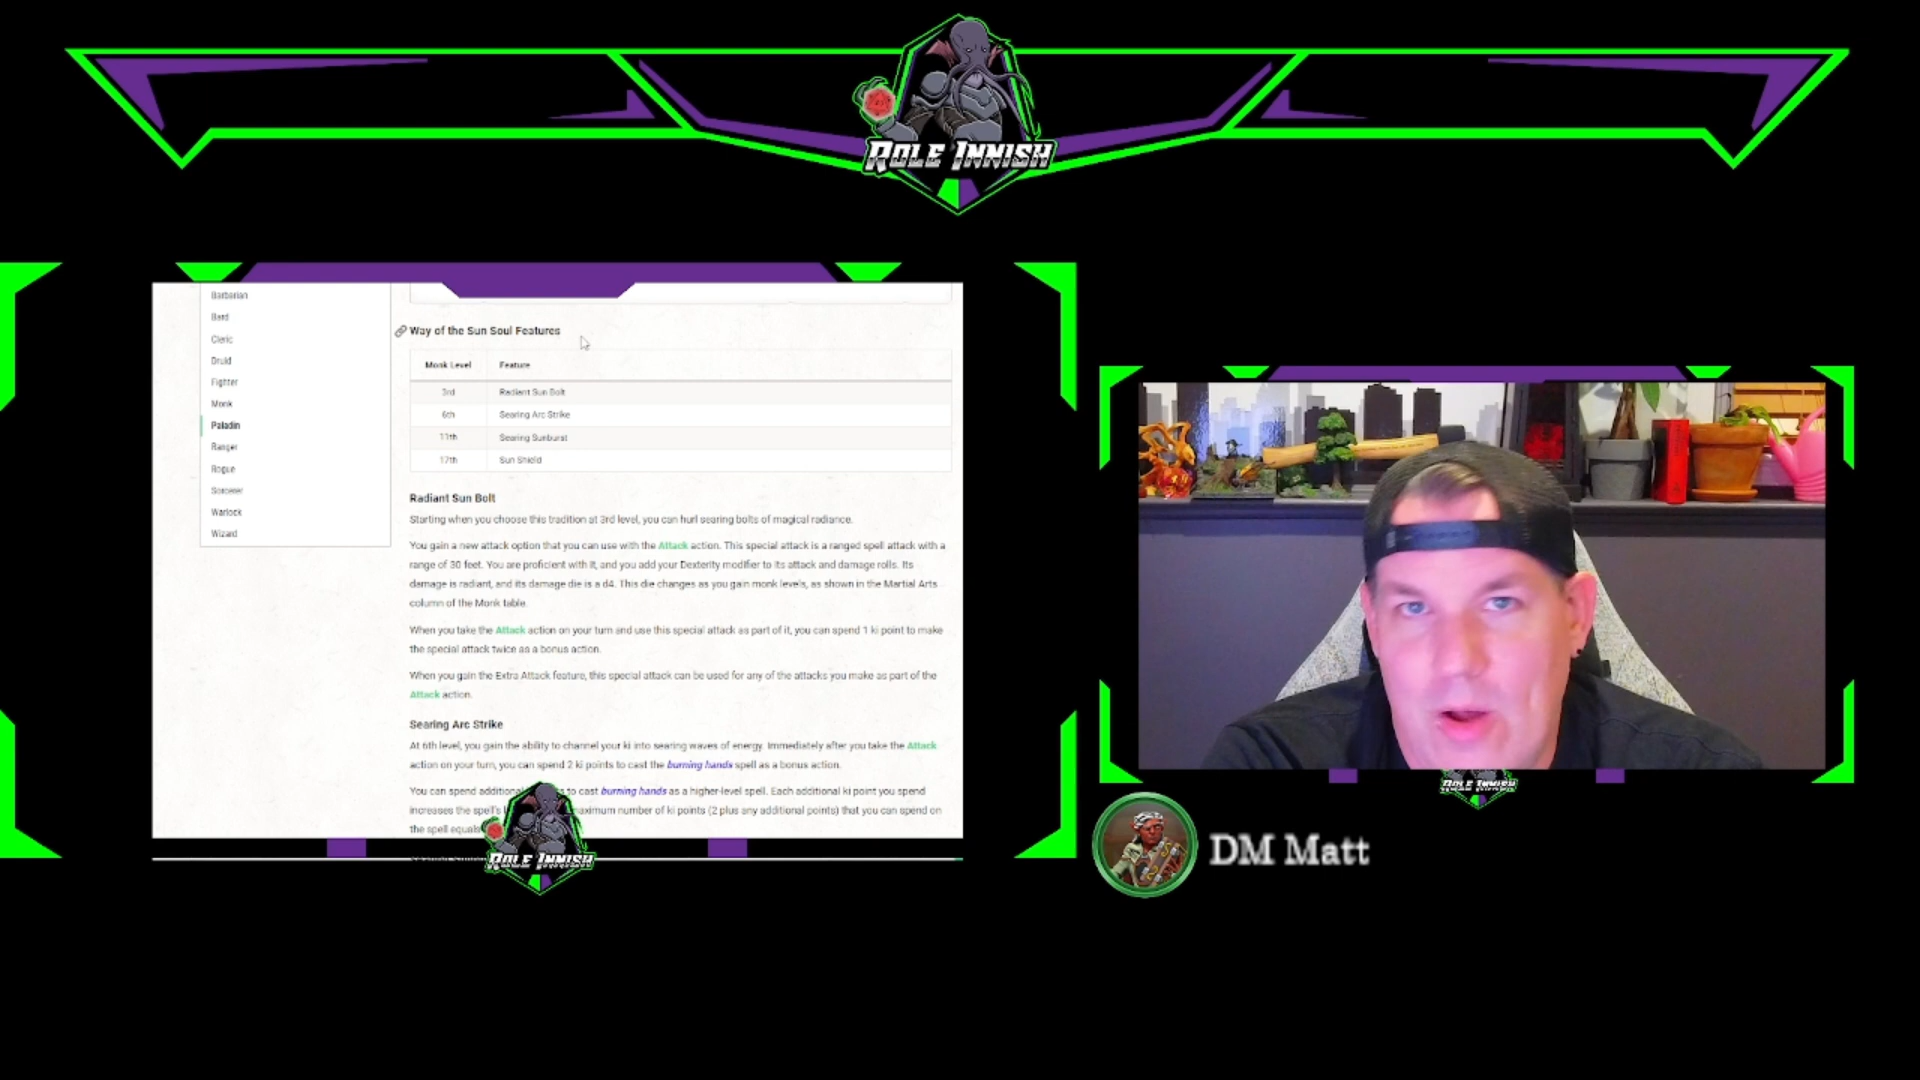 ROLE INNISH
Barbarian
Bard
Cleric
Druid
Fighter
Monk
Paladin
Ranger
Rogue
Sorcerer
Warlock
Wizard
Way of the Sun Soul Features
Monk Level Feature
3rd Radiant Sun Bolt
6th Searing Arc Strike
11th Searing Sunburst
17th Sun Shield
Radiant Sun Bolt
Starting when you choose this tradition at 3rd level, you can hurl searing bolts of magical radiance.
You gain a new attack option that you can use with the Attack action. This special attack is a ranged spell attack with a
range of 30 feet. You are proficient with it, and you add your Dexterity modifier to its attack and damage rolls. Its
damage is radiant, and its damage die is a d4. This die changes as you gain monk levels, as shown in the Martial Arts
column of the Monk table.
When you take the Attack action on your turn and use this special attack as part of it, you can spend 1 ki point to make
the special attack twice as a bonus action.
When you gain the Extra Attack feature, this special attack can be used for any of the attacks you make as part of the
Attack action.
Searing Arc Strike
At 6th level, you gain the ability to channel your ki into searing waves of energy. Immediately after you take the Attack
action on your turn, you can spend 2 ki points to cast the burning hands spell as a bonus action.
You can spend additional to cast burning hands as a higher-level spell. Each additional ki point you spend
increases the spell's maximum number of ki points (2 plus any additional points) that you can spend on
the spell equals
ROLE INNISH
ROLE INNISH
DM Matt